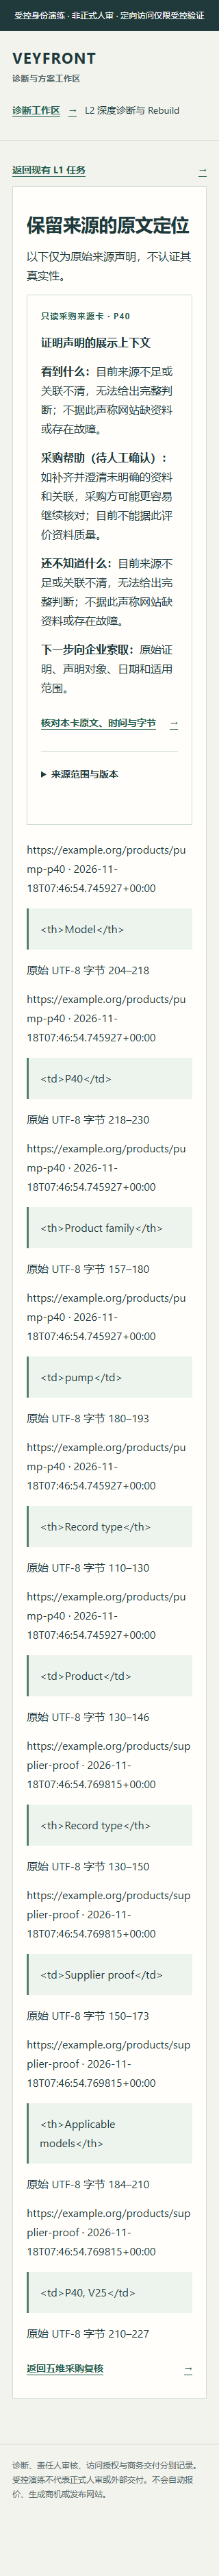 受控身份演练 · 非正式人审 · 定向访问仅限受控验证
VEYFRONT
诊断与方案工作区
诊断工作区 → L2 深度诊断与 Rebuild
返回现有 L1 任务 →
保留来源的原文定位
以下仅为原始来源声明，不认证其
真实性。
只读采购来源卡 · P40
证明声明的展示上下文
看到什么：目前来源不足或
关联不清，无法给出完整判
断；不据此声称网站缺资料
或存在故障。
采购帮助（待人工确认）：
如补齐并澄清未明确的资料
和关联，采购方可能更容易
继续核对；目前不能据此评
价资料质量。
还不知道什么：目前来源不
足或关联不清，无法给出完
整判断；不据此声称网站缺
资料或存在故障。
下一步向企业索取：原始证
明、声明对象、日期和适用
范围。
核对本卡原文、时间与字节 →
▶ 来源范围与版本
https://example.org/products/pu
mp-p40 · 2026-11-
18T07:46:54.745927+00:00
<th>Model</th>
原始 UTF-8 字节 204–218
https://example.org/products/pu
mp-p40 · 2026-11-
18T07:46:54.745927+00:00
<td>P40</td>
原始 UTF-8 字节 218–230
https://example.org/products/pu
mp-p40 · 2026-11-
18T07:46:54.745927+00:00
<th>Product family</th>
原始 UTF-8 字节 157–180
https://example.org/products/pu
mp-p40 · 2026-11-
18T07:46:54.745927+00:00
<td>pump</td>
原始 UTF-8 字节 180–193
https://example.org/products/pu
mp-p40 · 2026-11-
18T07:46:54.745927+00:00
<th>Record type</th>
原始 UTF-8 字节 110–130
https://example.org/products/pu
mp-p40 · 2026-11-
18T07:46:54.745927+00:00
<td>Product</td>
原始 UTF-8 字节 130–146
https://example.org/products/sup
plier-proof · 2026-11-
18T07:46:54.769815+00:00
<th>Record type</th>
原始 UTF-8 字节 130–150
https://example.org/products/sup
plier-proof · 2026-11-
18T07:46:54.769815+00:00
<td>Supplier proof</td>
原始 UTF-8 字节 150–173
https://example.org/products/sup
plier-proof · 2026-11-
18T07:46:54.769815+00:00
<th>Applicable
models</th>
原始 UTF-8 字节 184–210
https://example.org/products/sup
plier-proof · 2026-11-
18T07:46:54.769815+00:00
<td>P40, V25</td>
原始 UTF-8 字节 210–227
返回五维采购复核 →
诊断、责任人审核、访问授权与商务交付分别记录。
受控演练不代表正式人审或外部交付。不会自动报
价、生成商机或发布网站。